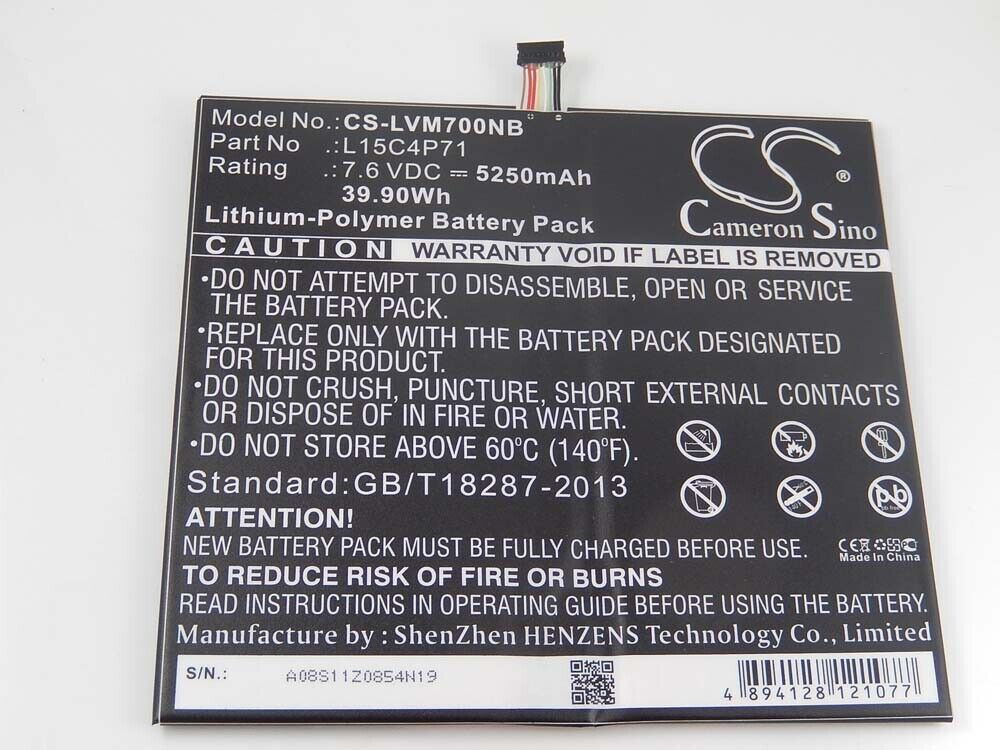 Model No.:CS-LVM700NB
Part No .:L15C4P71
Rating .:7.6 VDC ⎓ 5250mAh
39.90Wh
Lithium-Polymer Battery Pack
CS ®
Cameron Sino
CAUTION WARRANTY VOID IF LABEL IS REMOVED
•DO NOT ATTEMPT TO DISASSEMBLE, OPEN OR SERVICE
THE BATTERY PACK.
•REPLACE ONLY WITH THE BATTERY PACK DESIGNATED
FOR THIS PRODUCT.
•DO NOT CRUSH, PUNCTURE, SHORT EXTERNAL CONTACTS
OR DISPOSE OF IN FIRE OR WATER.
•DO NOT STORE ABOVE 60°C (140°F).
Standard:GB/T18287-2013
pb
pb free
ATTENTION!
NEW BATTERY PACK MUST BE FULLY CHARGED BEFORE USE.
CE
Made In China
TO REDUCE RISK OF FIRE OR BURNS
READ INSTRUCTIONS IN OPERATING GUIDE BEFORE USING THE BATTERY.
Manufacture by : ShenZhen HENZENS Technology Co., Limited
S/N.: A08S11Z0854N19
4 894128 121077